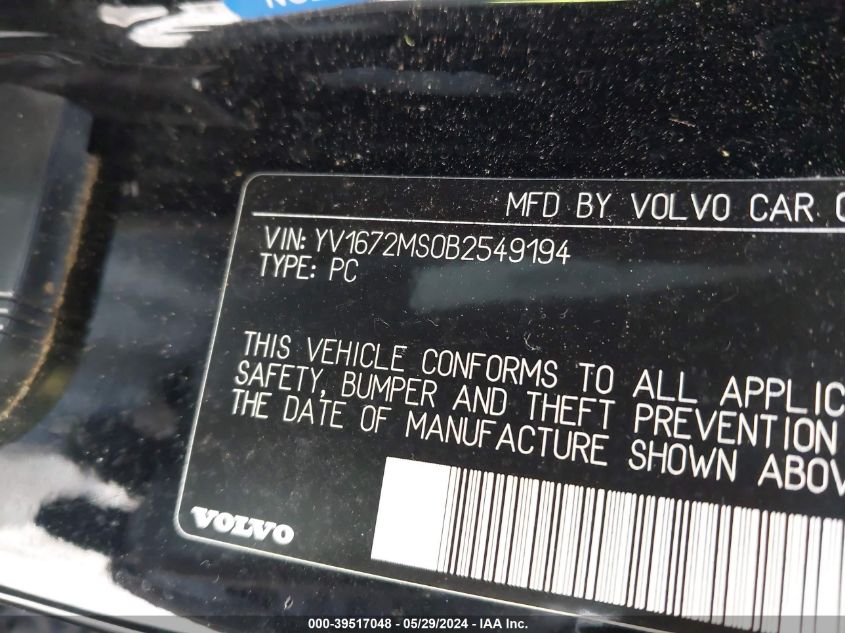 MFD BY VOLVO CAR
VIN: YV1672MS0B2549194
TYPE: PC
THIS VEHICLE CONFORMS TO ALL APPLIC
SAFETY, BUMPER AND THEFT PREVENTION
THE DATE OF MANUFACTURE SHOWN ABOV
VOLVO
000-39517048 - 05/29/2024 - IAA Inc.